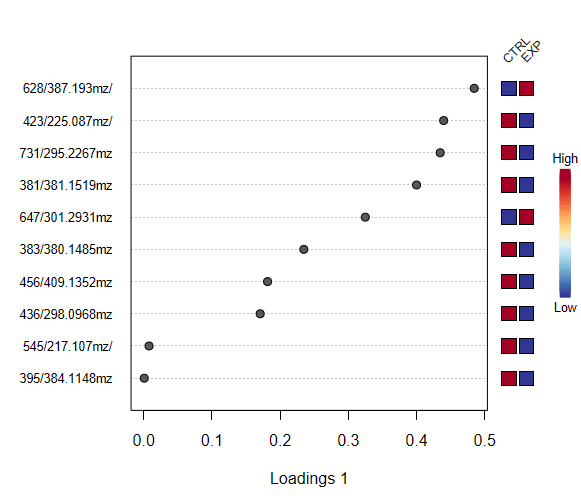 CTRL
EXP
628/387.193mz/
423/225.087mz/
731/295.2267mz
381/381.1519mz
647/301.2931mz
383/380.1485mz
456/409.1352mz
436/298.0968mz
545/217.107mz/
395/384.1148mz
High
Low
0.0 0.1 0.2 0.3 0.4 0.5
Loadings 1